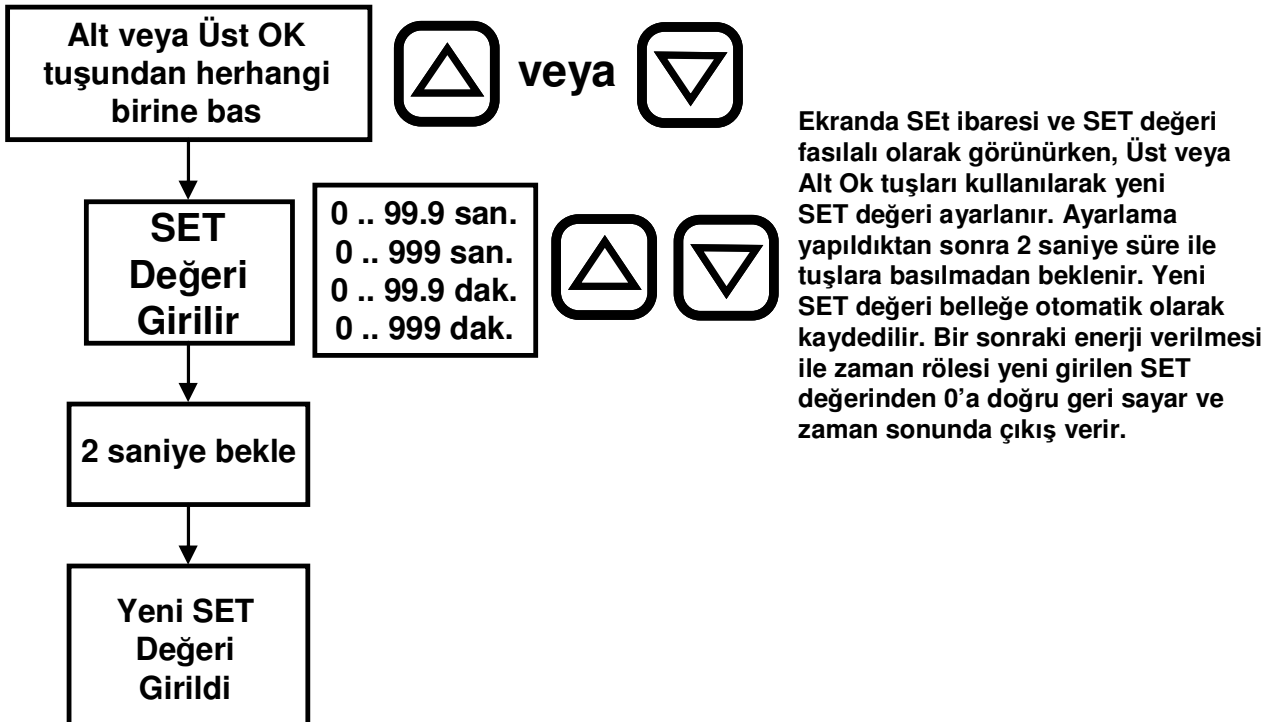 Alt veya Üst OK
tuşundan herhangi
birine bas
veya
SET
Değeri
Girilir
0 .. 99.9 san.
0 .. 999 san.
0 .. 99.9 dak.
0 .. 999 dak.
2 saniye bekle
Yeni SET
Değeri
Girildi
Ekranda SEt ibaresi ve SET değeri
fasılalı olarak görünürken, Üst veya
Alt Ok tuşları kullanılarak yeni
SET değeri ayarlanır. Ayarlama
yapıldıktan sonra 2 saniye süre ile
tuşlara basılmadan beklenir. Yeni
SET değeri belleğe otomatik olarak
kaydedilir. Bir sonraki enerji verilmesi
ile zaman rölesi yeni girilen SET
değerinden 0’a doğru geri sayar ve
zaman sonunda çıkış verir.